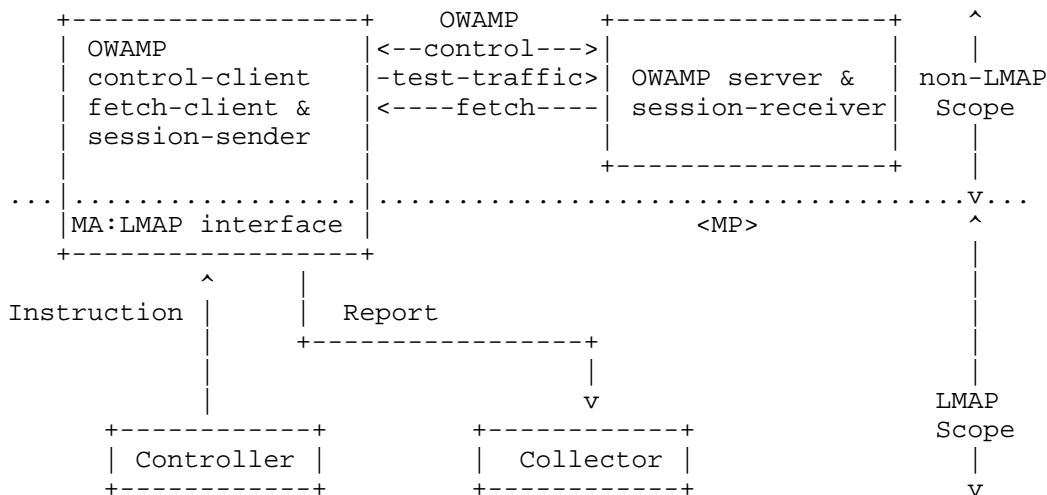 OWAMP
OWAMP <--control---> ^
control-client -test-traffic> OWAMP server & non-LMAP
fetch-client & <----fetch---- session-receiver Scope
session-sender
...............................................v...
MA:LMAP interface <MP> ^
^
Instruction Report
v LMAP
Scope
Controller Collector
v